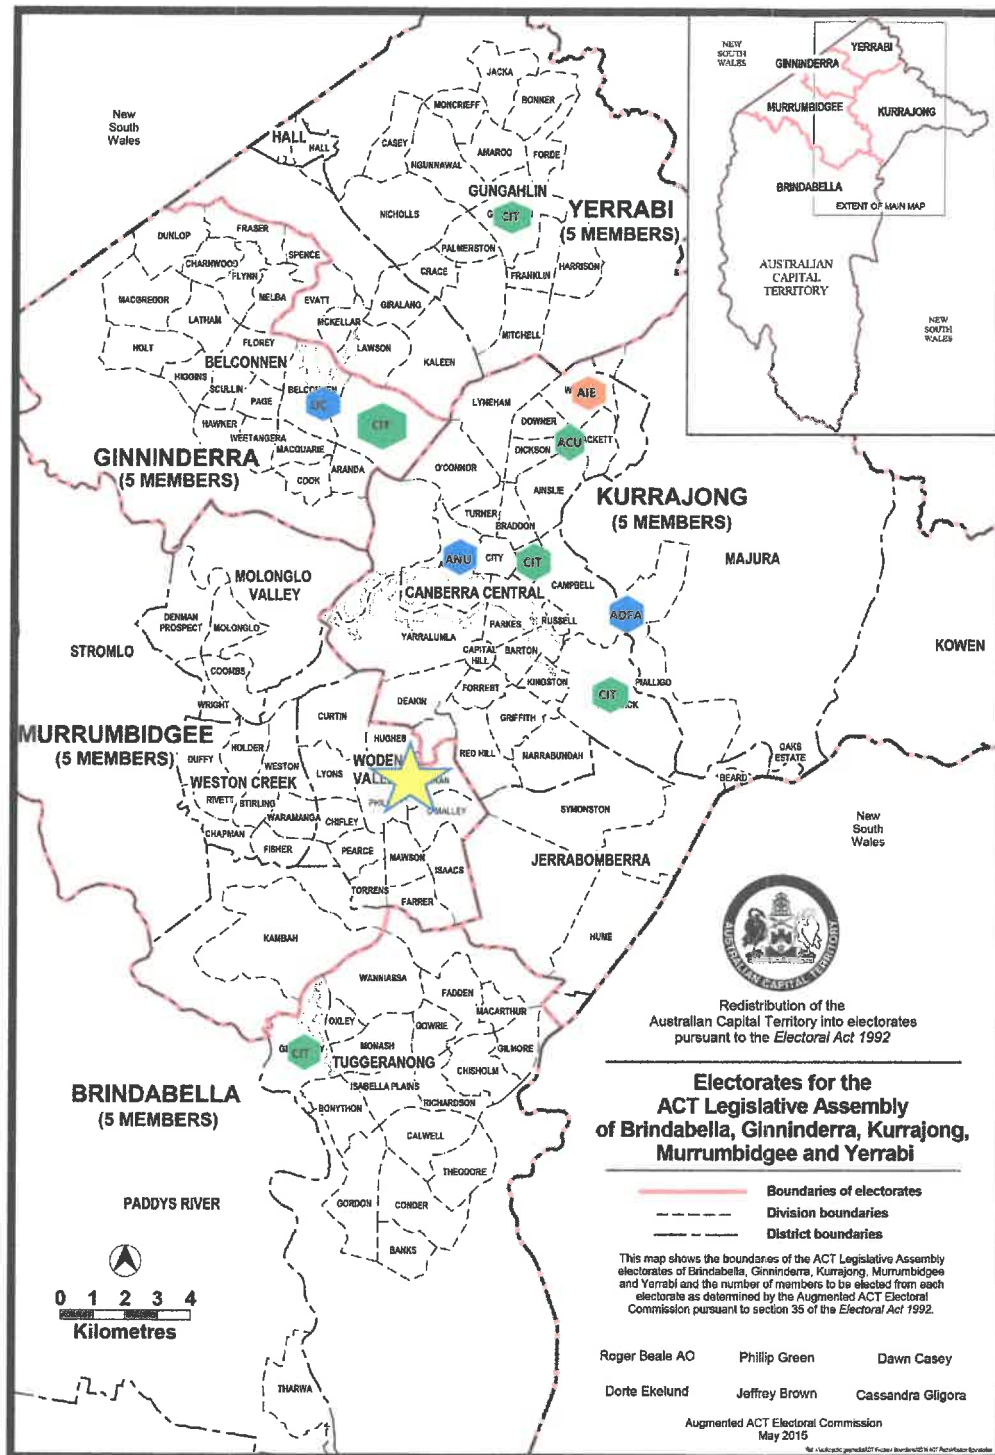 New
South
Wales
HALL
HALL
JACKA
MONCRIEFF
BONNER
CASEY
NGUNNAWAL
AMAROO
FORDE
GUNGAHLIN
CIT
YERRABI
(5 MEMBERS)
NICHOLLS
PALMERSTON
CRACE
FRANKLIN
HARRISON
GIRALANG
MITCHELL
KALEEN
DUNLOP
FRASER
SPENCE
CHARNWOOD
FLYNN
MELBA
EVATT
MACGREGOR
LATHAM
MCKELLAR
LAWSON
HOLT
FLOREY
BELCONNEN
HIGGINS
SCULLIN
PAGE
BELCONNEN
UC
CIT
HAWKER
WEETANGERA
MACQUARIE
ARANDA
COOK
GINNINDERRA
(5 MEMBERS)
LYNEHAM
AIE
DOWNER
ACU
DICKSON
O'CONNOR
AINSLIE
TURNER
BRADDON
KURRAJONG
(5 MEMBERS)
MAJURA
ANU
CITY
CIT
CAMPBELL
CANBERRA CENTRAL
ADFA
RUSSELL
PARKES
YARRALUMLA
CAPITAL
HILL
BARTON
KINGSTON
FORREST
CIT
PIALLIGO
KOWEN
DEAKIN
GRIFFITH
RED HILL
NARRABUNDAH
BEARD
OAKS
ESTATE
SYMONSTON
MOLONGLO
VALLEY
DENMAN
PROSPECT
MOLONGLO
STROMLO
COOMBS
WRIGHT
CURTIN
HUGHES
MURRUMBIDGEE
(5 MEMBERS)
HOLDER
DUFFY
WESTON
LYONS
WODEN
WESTON CREEK
RIVETT
STIRLING
WARAMANGA
CHIFLEY
CHAPMAN
FISHER
PEARCE
MAWSON
ISAACS
TORRENS
FARRER
JERRABOMBERRA
HUME
New
South
Wales
KAMBAH
WANNIASSA
FADDEN
MACARTHUR
OXLEY
GOWRIE
CIT
MONASH
GILMORE
TUGGERANONG
CHISHOLM
ISABELLA PLAINS
RICHARDSON
BONYTHON
CALWELL
THEODORE
GORDON
CONDER
BANKS
BRINDABELLA
(5 MEMBERS)
PADDYS RIVER
0 1 2 3 4
Kilometres
THARWA
NEW
SOUTH
WALES
YERRABI
GINNINDERRA
MURRUMBIDGEE
KURRAJONG
BRINDABELLA
EXTENT OF MAIN MAP
AUSTRALIAN
CAPITAL
TERRITORY
NEW
SOUTH
WALES
AUSTRALIAN CAPITAL TERRITORY
Redistribution of the
Australian Capital Territory into electorates
pursuant to the Electoral Act 1992
Electorates for the
ACT Legislative Assembly
of Brindabella, Ginninderra, Kurrajong,
Murrumbidgee and Yerrabi
Boundaries of electorates
Division boundaries
District boundaries
This map shows the boundaries of the ACT Legislative Assembly
electorates of Brindabella, Ginninderra, Kurrajong, Murrumbidgee
and Yerrabi and the number of members to be elected from each
electorate as determined by the Augmented ACT Electoral
Commission pursuant to section 35 of the Electoral Act 1992.
Roger Beale AO Phillip Green Dawn Casey
Dorte Ekelund Jeffrey Brown Cassandra Gligora
Augmented ACT Electoral Commission
May 2015